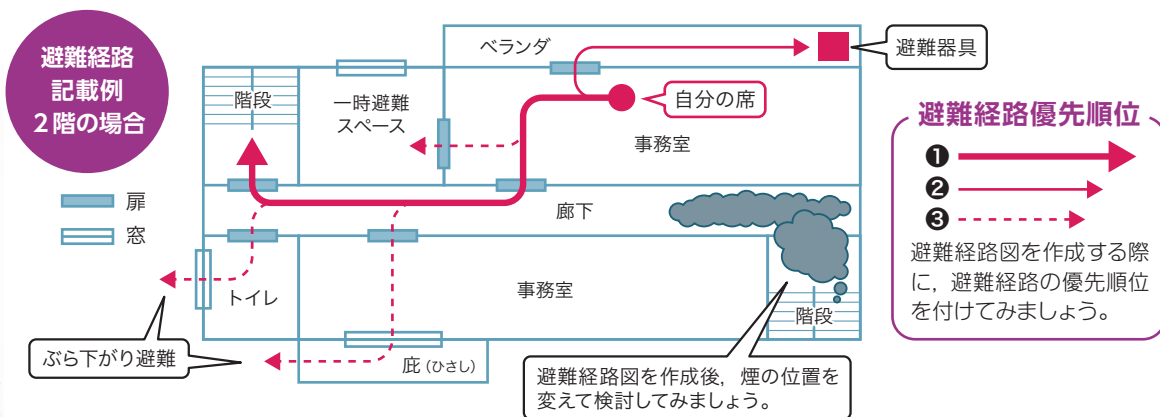 避難経路
記載例
2階の場合
扉
窓
ベランダ
避難器具
階段
一時避難
スペース
自分の席
事務室
廊下
トイレ
事務室
階段
ぶら下がり避難
庇(ひさし)
避難経路図を作成後,煙の位置を
変えて検討してみましょう。
避難経路優先順位
❶
❷
❸
避難経路図を作成する際
に,避難経路の優先順位
を付けてみましょう。